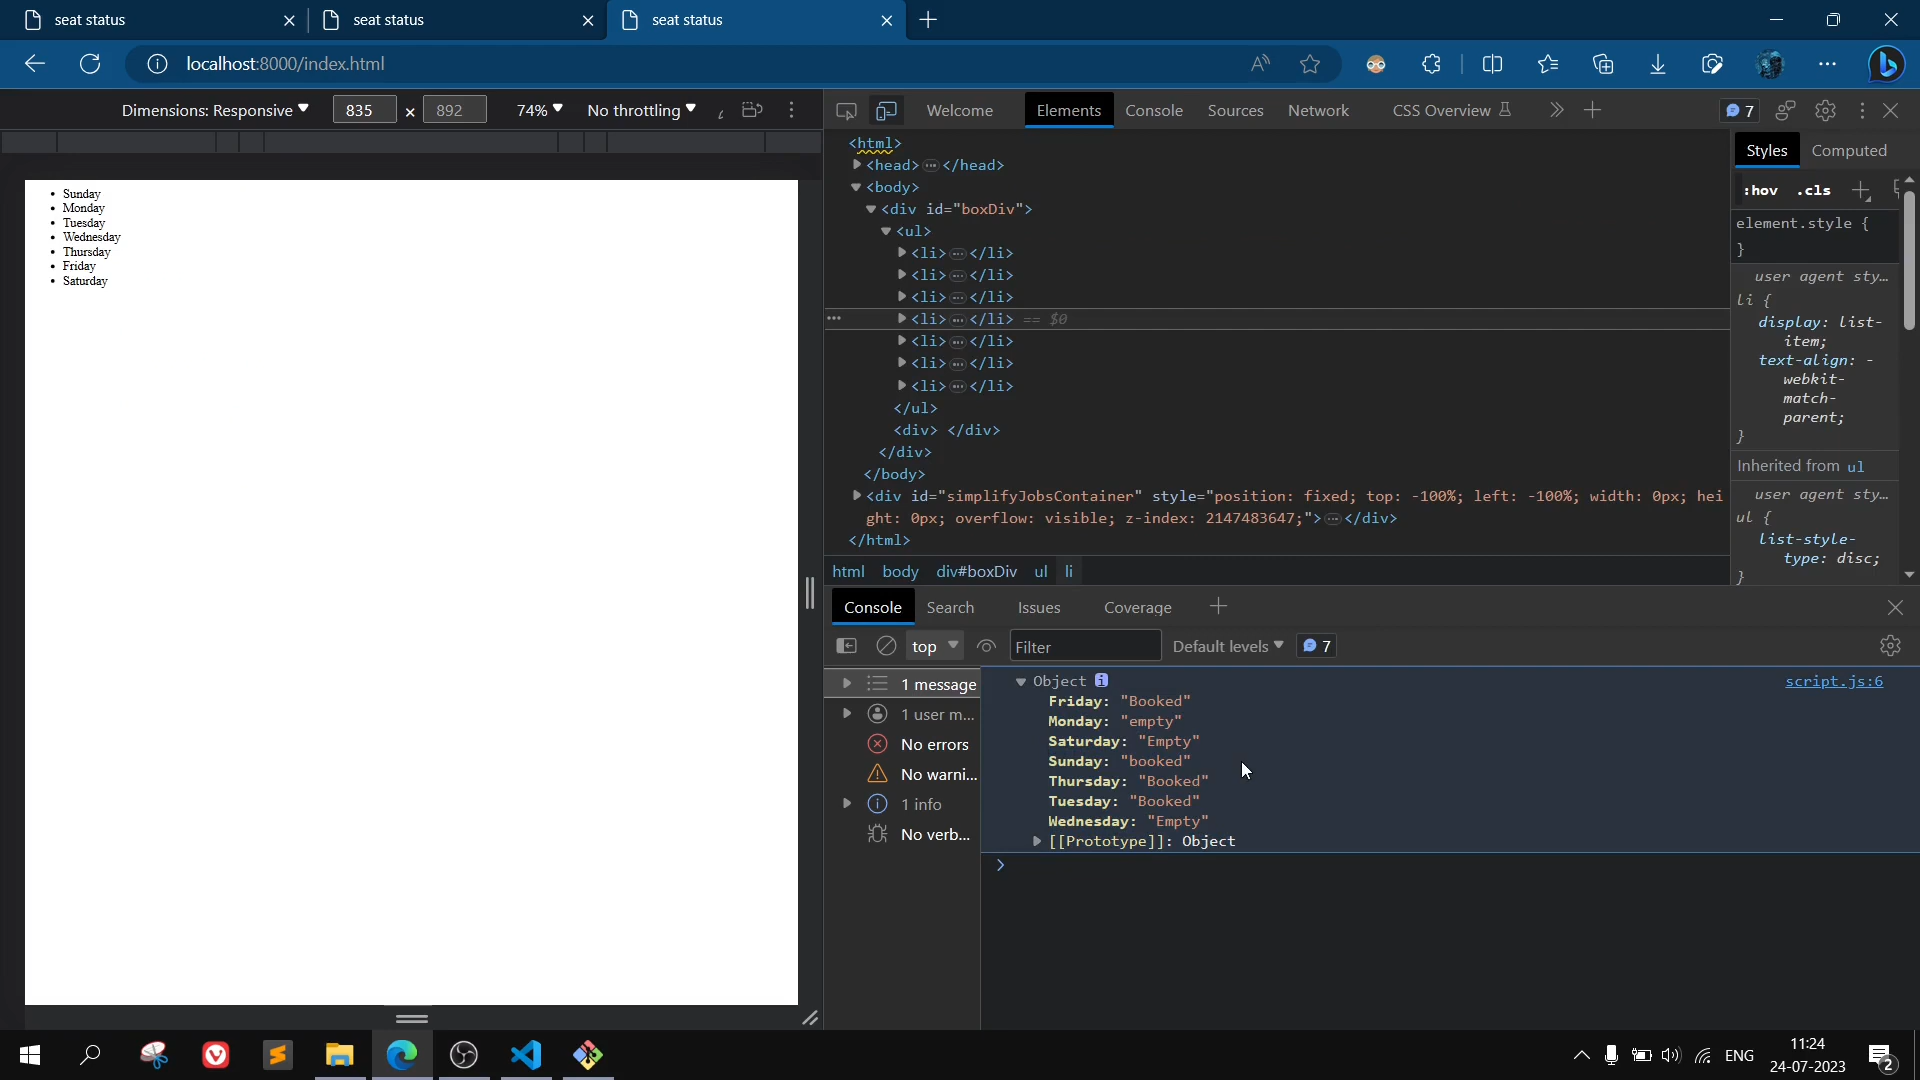 seat status
seat status
seat status
localhost:8000/index.html
Dimensions: Responsive 835 × 892 74% No throttling
Welcome Elements Console Sources Network CSS Overview 7
Sunday
Monday
Tuesday
Wednesday
Thursday
Friday
Saturday
<html>
<head> … </head>
<body>
<div id="boxDiv">
<ul>
<li> … </li>
<li> … </li>
<li> … </li>
… <li> … </li> == $0
<li> … </li>
<li> … </li>
<li> … </li>
</ul>
<div> </div>
</div>
</body>
<div id="simplifyJobsContainer" style="position: fixed; top: -100%; left: -100%; width: 0px; hei
ght: 0px; overflow: visible; z-index: 2147483647;"> … </div>
</html>
html body div#boxDiv ul li
Styles Computed
:hov .cls
element.style {
}
user agent sty…
li {
display: list-
item;
text-align: -
webkit-
match-
parent;
}
Inherited from ul
user agent sty…
ul {
list-style-
type: disc;
}
Console Search Issues Coverage
top Filter Default levels 7
1 message
1 user m…
No errors
No warni…
1 info
No verb…
Object i script.js:6
Friday: "Booked"
Monday: "empty"
Saturday: "Empty"
Sunday: "booked"
Thursday: "Booked"
Tuesday: "Booked"
Wednesday: "Empty"
[[Prototype]]: Object
ENG 11:24
24-07-2023 2